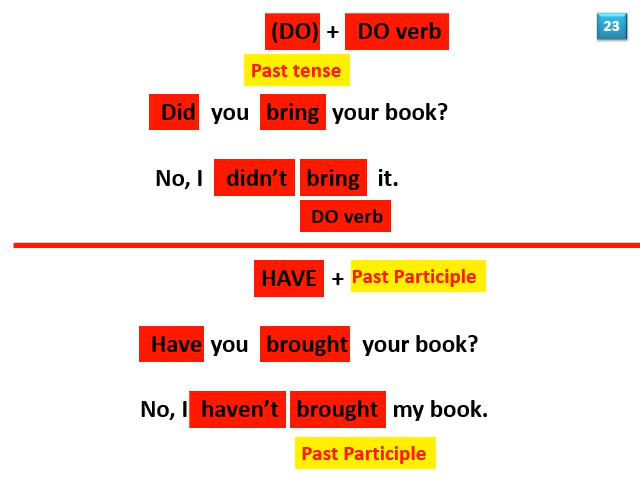 (DO) + DO verb
23
Past tense
Did you bring your book?
No, I didn't bring it.
DO verb
HAVE + Past Participle
Have you brought your book?
No, I haven't brought my book.
Past Participle